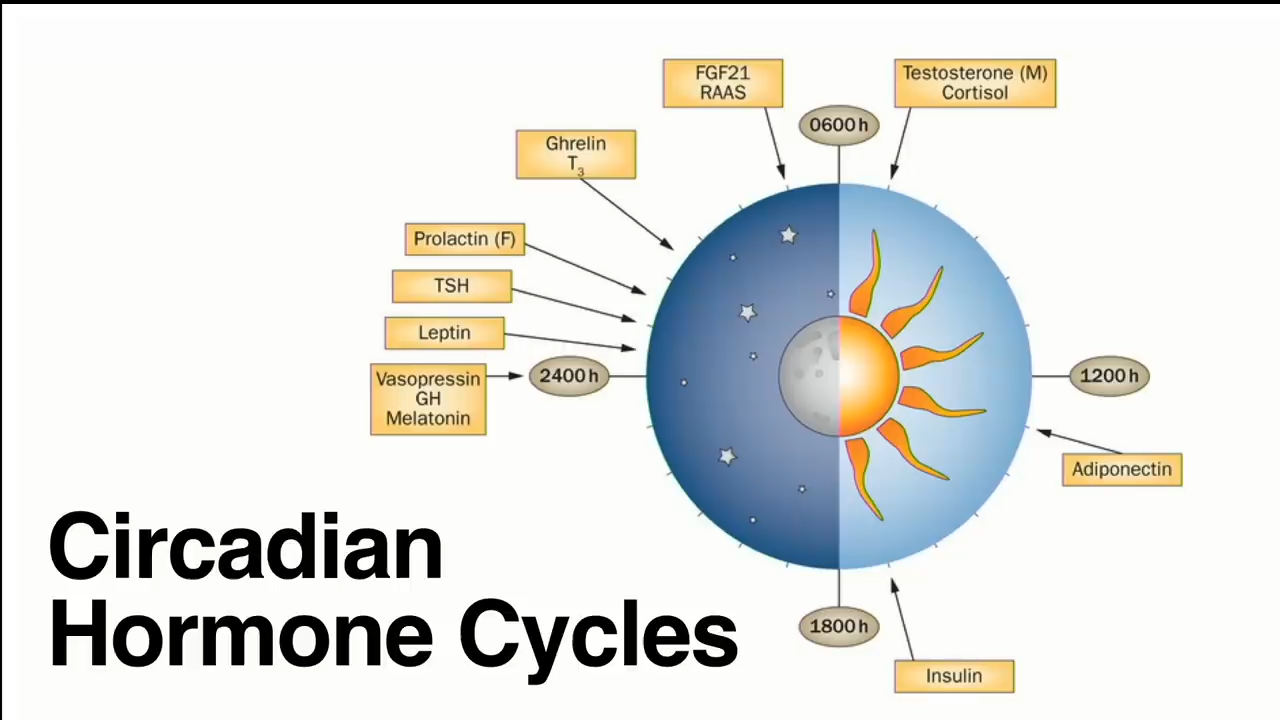 FGF21
RAAS
Testosterone (M)
Cortisol
0600 h
Ghrelin
T3
Prolactin (F)
TSH
Leptin
Vasopressin
GH
Melatonin
2400 h
1200 h
Adiponectin
Circadian
Hormone Cycles
1800 h
Insulin